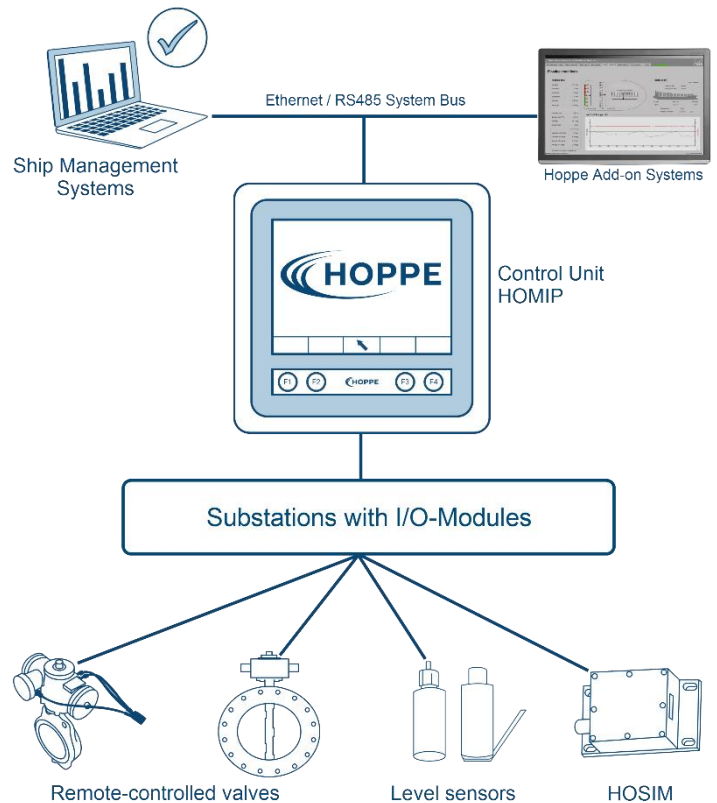 Ethernet / RS485 System Bus
Ship Management
Systems
Hoppe Add-on Systems
HOPPE
Control Unit
HOMIP
F1 F2 HOPPE F3 F4
Substations with I/O-Modules
Remote-controlled valves
Level sensors
HOSIM